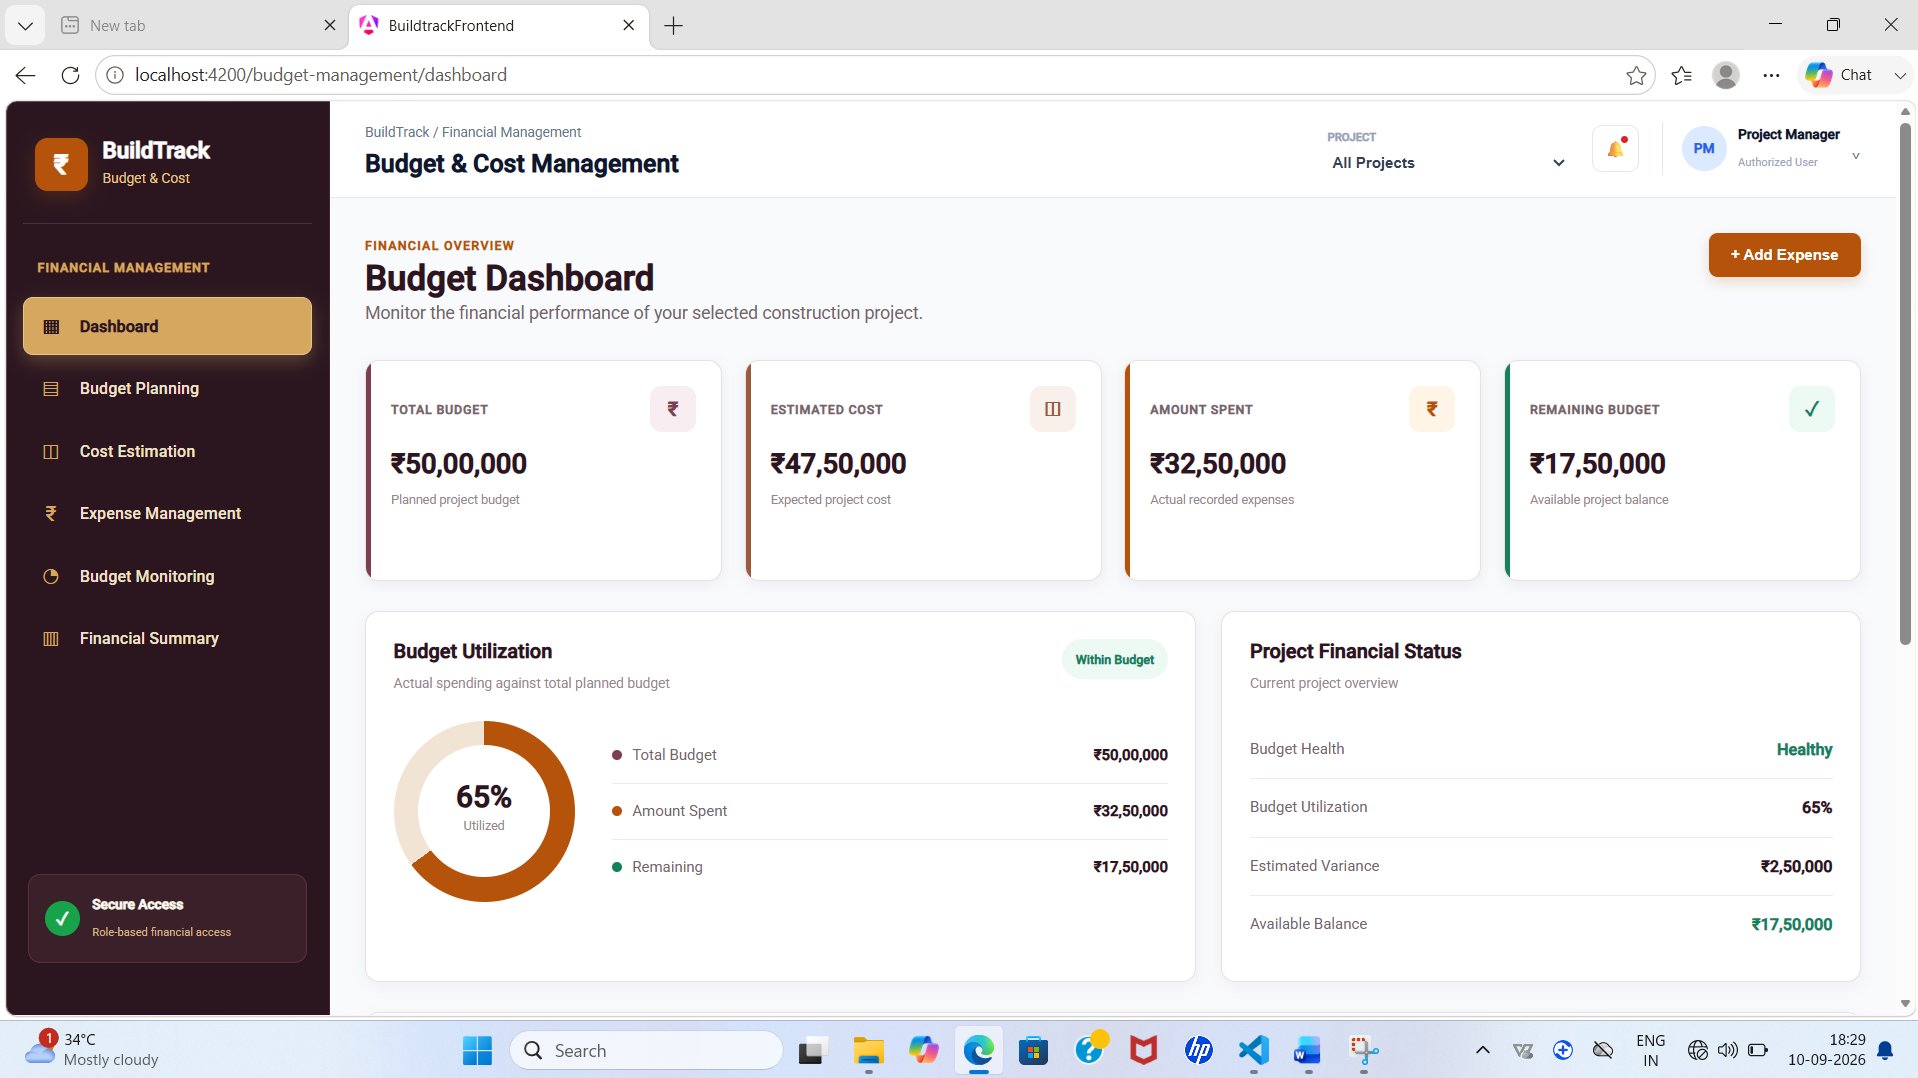 New tab
BuildtrackFrontend
localhost:4200/budget-management/dashboard
Chat
₹
BuildTrack
Budget & Cost
FINANCIAL MANAGEMENT
Dashboard
Budget Planning
Cost Estimation
₹ Expense Management
Budget Monitoring
Financial Summary
✓
Secure Access
Role-based financial access
BuildTrack / Financial Management
Budget & Cost Management
PROJECT
All Projects
PM
Project Manager
Authorized User
FINANCIAL OVERVIEW
Budget Dashboard
Monitor the financial performance of your selected construction project.
+ Add Expense
TOTAL BUDGET ₹
₹50,00,000
Planned project budget
ESTIMATED COST
₹47,50,000
Expected project cost
AMOUNT SPENT ₹
₹32,50,000
Actual recorded expenses
REMAINING BUDGET ✓
₹17,50,000
Available project balance
Budget Utilization
Actual spending against total planned budget
Within Budget
65%
Utilized
Total Budget ₹50,00,000
Amount Spent ₹32,50,000
Remaining ₹17,50,000
Project Financial Status
Current project overview
Budget Health Healthy
Budget Utilization 65%
Estimated Variance ₹2,50,000
Available Balance ₹17,50,000
1
34°C
Mostly cloudy
Search
ENG
IN
18:29
10-09-2026